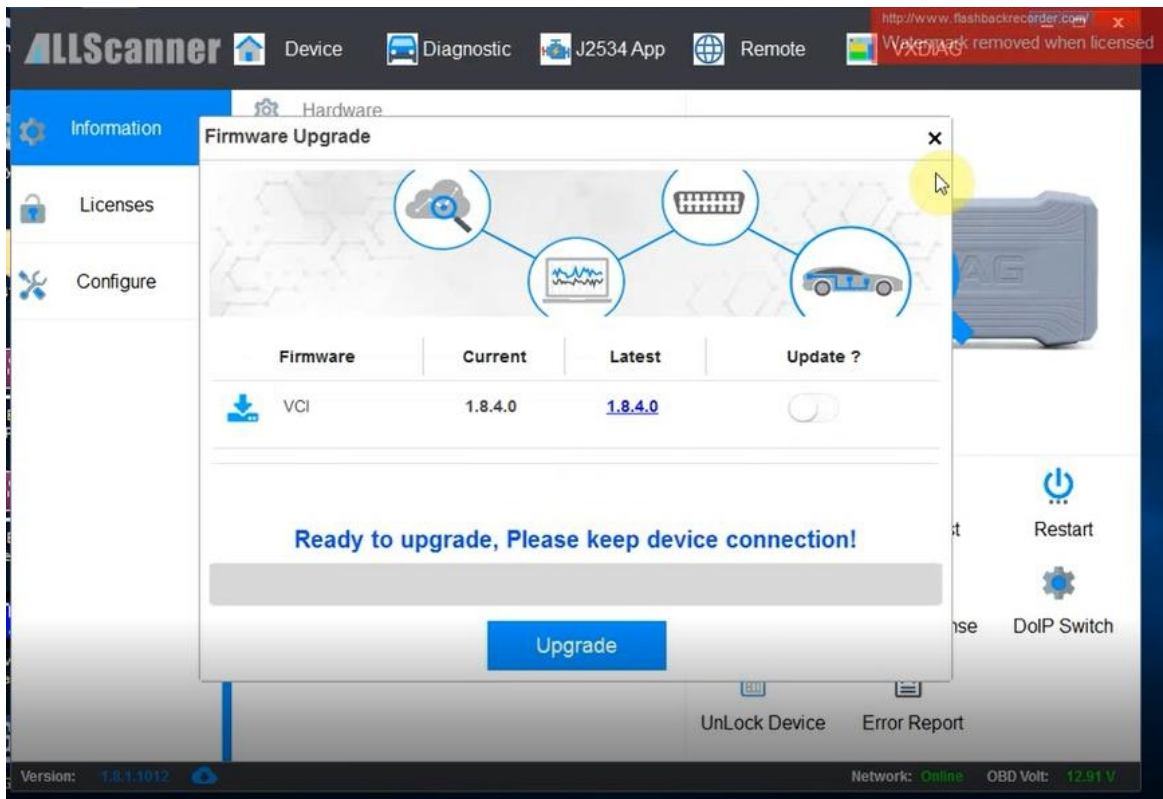 http://www.flashbackrecorder.com/
Watermark removed when licensed
ALLScanner
Device
Diagnostic
J2534 App
Remote
VXDIAG
Information
Hardware
Licenses
Configure
Firmware Upgrade
Firmware
Current
Latest
Update ?
VCI
1.8.4.0
1.8.4.0
Ready to upgrade, Please keep device connection!
Upgrade
Restart
DoIP Switch
UnLock Device
Error Report
Version: 1.8.1.1012
Network: Online
OBD Volt: 12.91 V